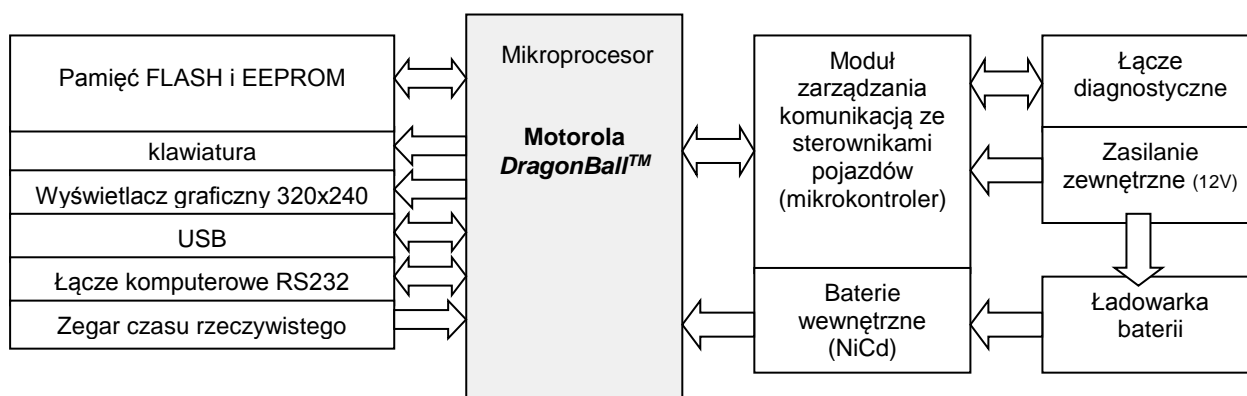 Pamięć FLASH i EEPROM
klawiatura
Wyświetlacz graficzny 320x240
USB
Łącze komputerowe RS232
Zegar czasu rzeczywistego
Mikroprocesor
Motorola
DragonBall™
Moduł
zarządzania
komunikacją ze
sterownikami
pojazdów
(mikrokontroler)
Baterie
wewnętrzne
(NiCd)
Łącze
diagnostyczne
Zasilanie
zewnętrzne (12V)
Ładowarka
baterii